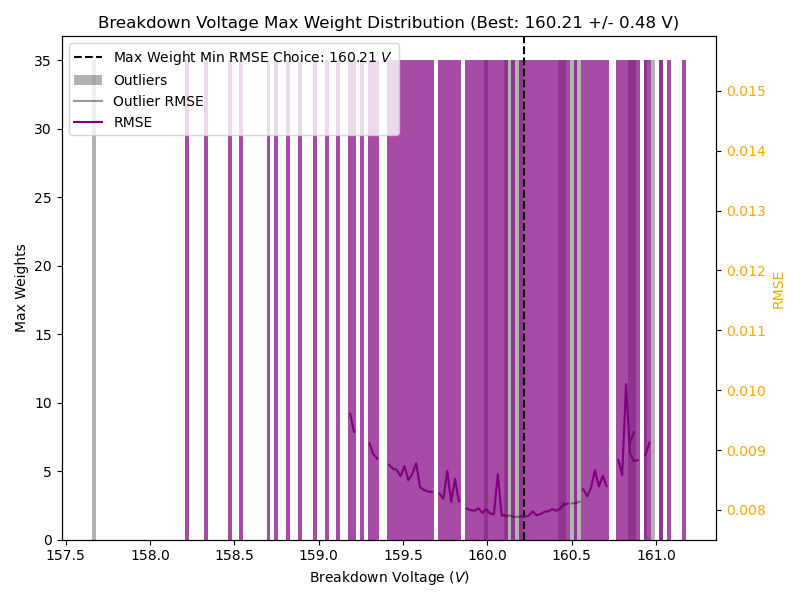 Breakdown Voltage Max Weight Distribution (Best: 160.21 +/- 0.48 V)
Max Weight Min RMSE Choice: 160.21 V
Outliers
Outlier RMSE
RMSE
35
30
25
20
15
10
5
0
Max Weights
0.015
0.014
0.013
0.012
0.011
0.010
0.009
0.008
RMSE
157.5 158.0 158.5 159.0 159.5 160.0 160.5 161.0
Breakdown Voltage (V)